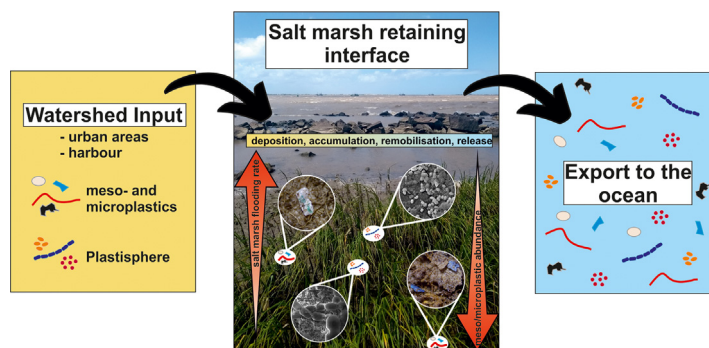 Watershed Input
- urban areas
- harbour
meso- and
microplastics
Plastisphere
Salt marsh retaining
interface
deposition, accumulation, remobilisation, release
salt marsh flooding rate
meso/microplastic abundance
Export to the
ocean